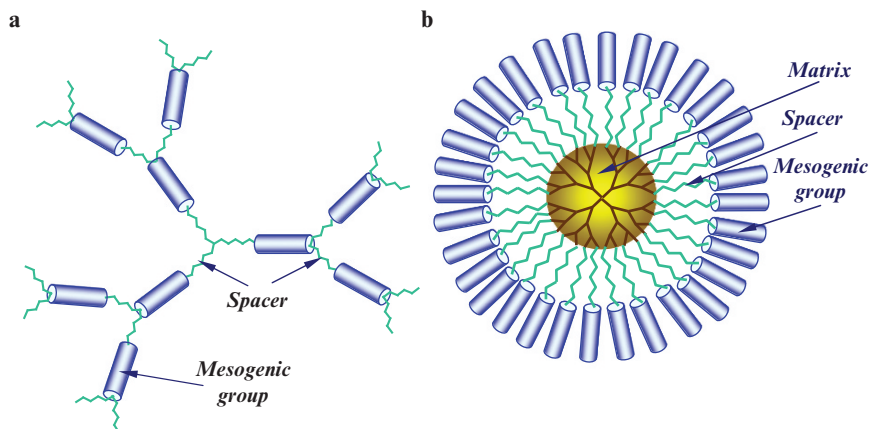 a
Spacer
Mesogenic
group
b
Matrix
Spacer
Mesogenic
group